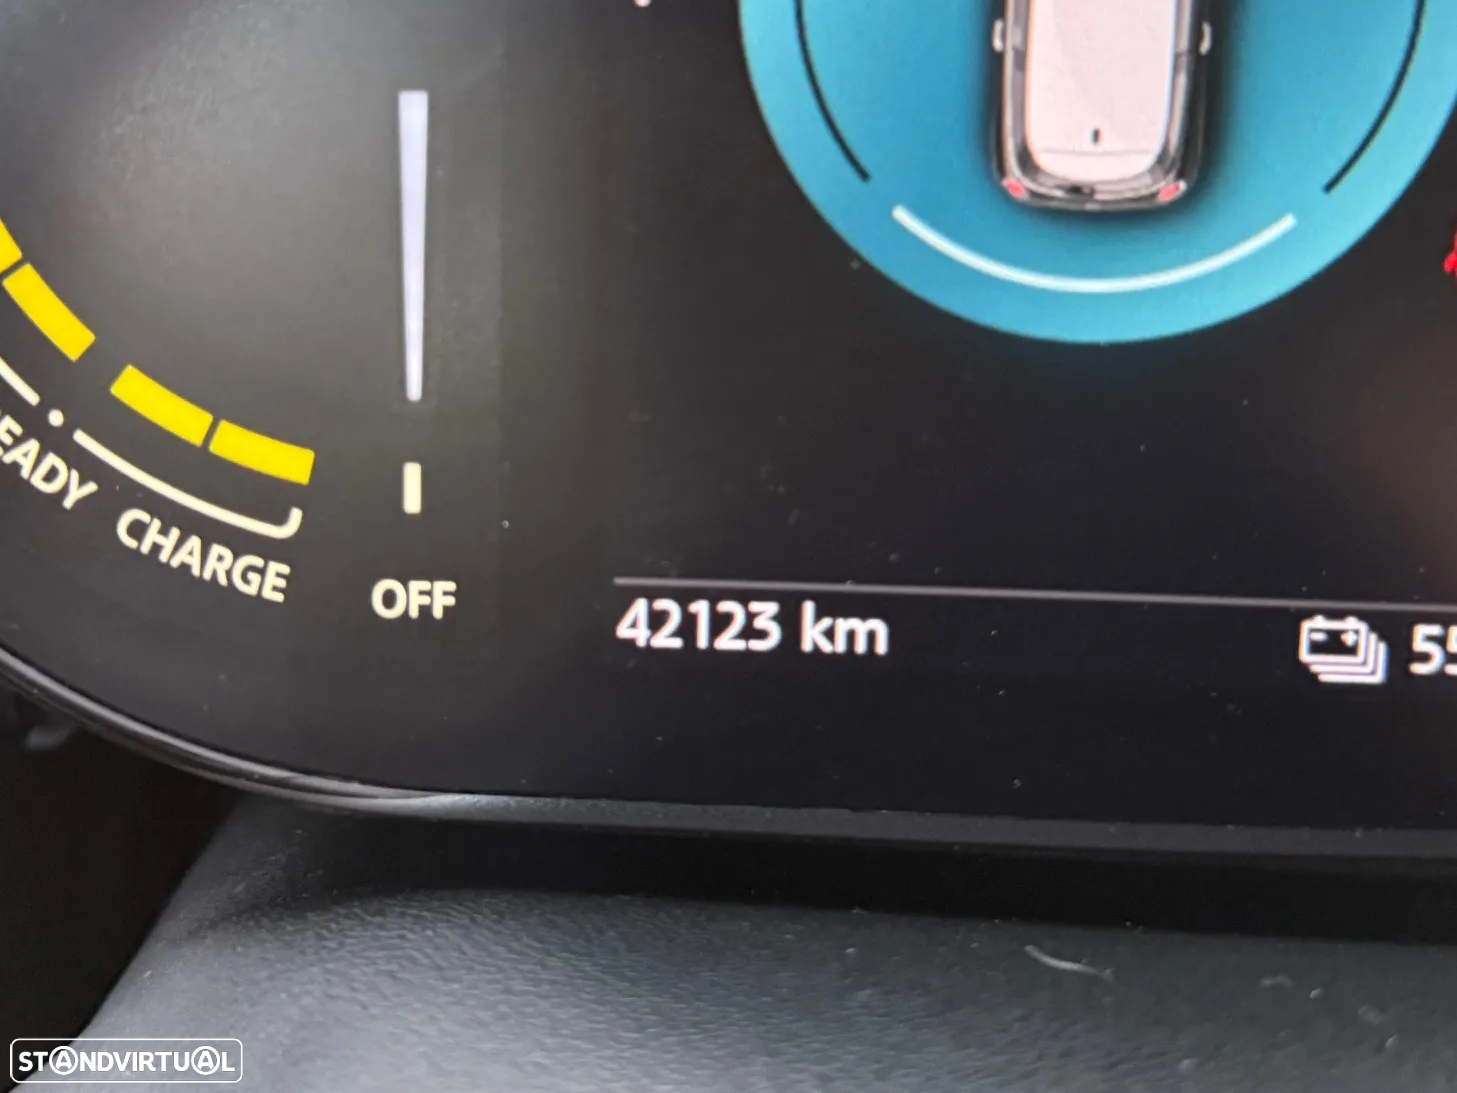 CHARGE
OFF
42123 km
STANDVIRTUAL